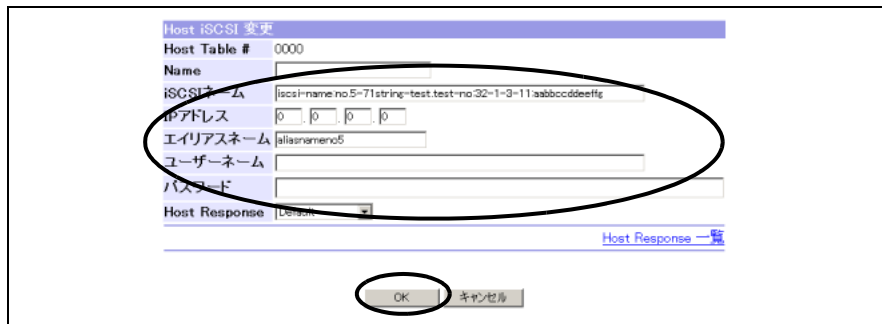 Host iSCSI 変更
Host Table # 0000
Name
iSCSIネーム iscsi-name:no.5-71string-test.test-no:32-1-3-11:aabbccddeeffg
IPアドレス 0 . 0 . 0 . 0
エイリアスネーム aliasnameno5
ユーザーネーム
パスワード
Host Response Default
Host Response 一覧
OK キャンセル